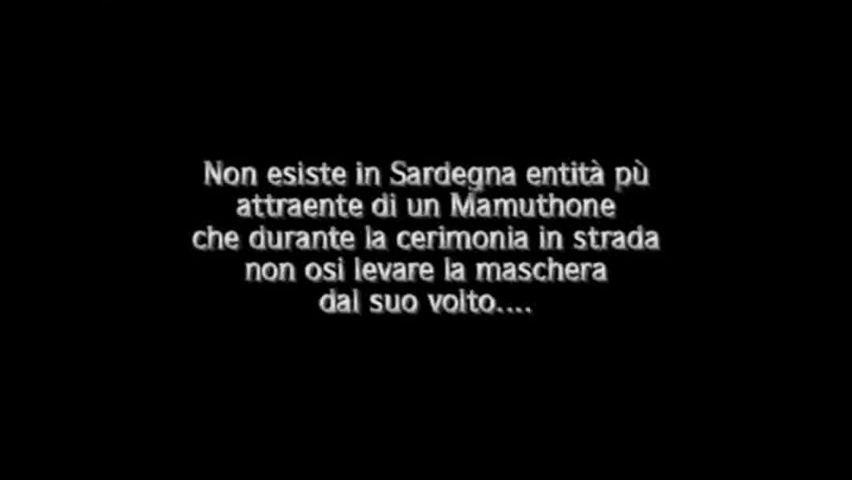 Non esiste in Sardegna entità pù
attraente di un Mamuthone
che durante la cerimonia in strada
non osi levare la maschera
dal suo volto....